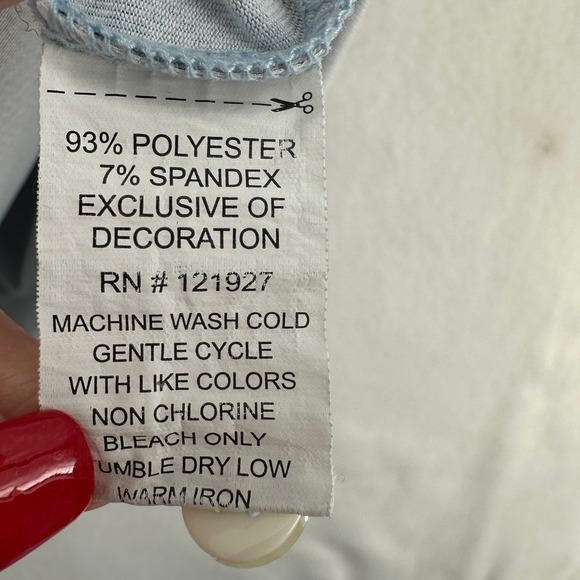 93% POLYESTER
7% SPANDEX
EXCLUSIVE OF
DECORATION
RN # 121927
MACHINE WASH COLD
GENTLE CYCLE
WITH LIKE COLORS
NON CHLORINE
BLEACH ONLY
TUMBLE DRY LOW
WARM IRON